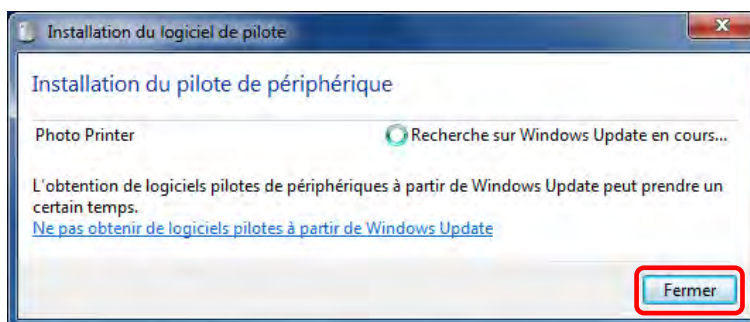 Installation du logiciel de pilote
Installation du pilote de périphérique
Photo Printer Recherche sur Windows Update en cours...
L'obtention de logiciels pilotes de périphériques à partir de Windows Update peut prendre un
certain temps.
Ne pas obtenir de logiciels pilotes à partir de Windows Update
Fermer